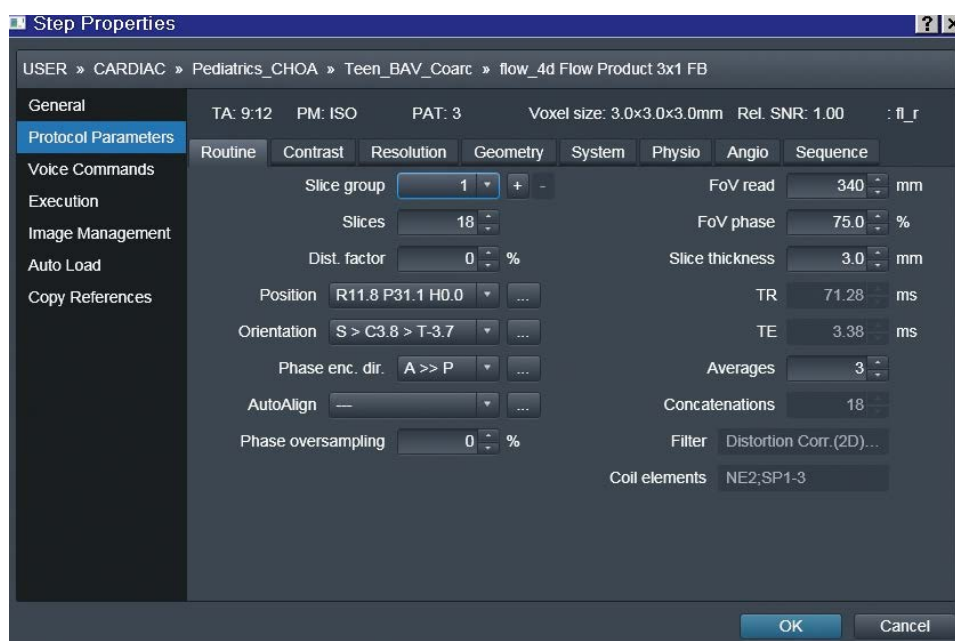 Step Properties
USER » CARDIAC » Pediatrics_CHOA » Teen_BAV_Coarc » flow_4d Flow Product 3x1 FB
General
Protocol Parameters
Voice Commands
Execution
Image Management
Auto Load
Copy References
TA: 9:12 PM: ISO PAT: 3 Voxel size: 3.0×3.0×3.0mm Rel. SNR: 1.00 : fl_r
Routine Contrast Resolution Geometry System Physio Angio Sequence
Slice group 1 + -
Slices 18
Dist. factor 0 %
Position R11.8 P31.1 H0.0 ...
Orientation S > C3.8 > T-3.7 ...
Phase enc. dir. A >> P ...
AutoAlign --- ...
Phase oversampling 0 %
FoV read 340 mm
FoV phase 75.0 %
Slice thickness 3.0 mm
TR 71.28 ms
TE 3.38 ms
Averages 3
Concatenations 18
Filter Distortion Corr.(2D)...
Coil elements NE2;SP1-3
OK Cancel